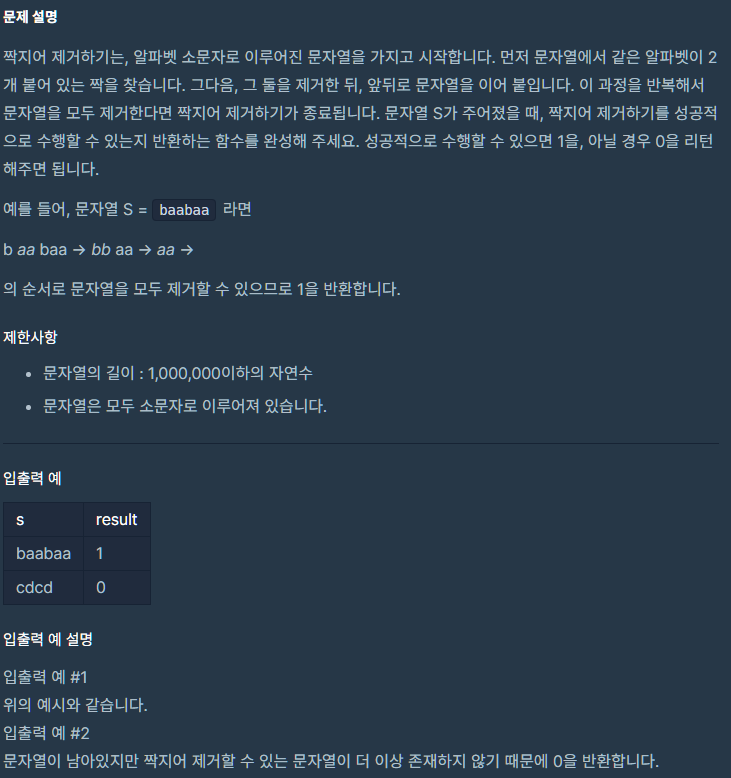 문제 설명
짝지어 제거하기는, 알파벳 소문자로 이루어진 문자열을 가지고 시작합니다. 먼저 문자열에서 같은 알파벳이 2
개 붙어 있는 짝을 찾습니다. 그다음, 그 둘을 제거한 뒤, 앞뒤로 문자열을 이어 붙입니다. 이 과정을 반복해서
문자열을 모두 제거한다면 짝지어 제거하기가 종료됩니다. 문자열 S가 주어졌을 때, 짝지어 제거하기를 성공적
으로 수행할 수 있는지 반환하는 함수를 완성해 주세요. 성공적으로 수행할 수 있으면 1을, 아닐 경우 0을 리턴
해주면 됩니다.
예를 들어, 문자열 S = baabaa 라면
b aa baa → bb aa → aa →
의 순서로 문자열을 모두 제거할 수 있으므로 1을 반환합니다.
제한사항
• 문자열의 길이 : 1,000,000이하의 자연수
• 문자열은 모두 소문자로 이루어져 있습니다.
입출력 예
s result
baabaa 1
cdcd 0
입출력 예 설명
입출력 예 #1
위의 예시와 같습니다.
입출력 예 #2
문자열이 남아있지만 짝지어 제거할 수 있는 문자열이 더 이상 존재하지 않기 때문에 0을 반환합니다.